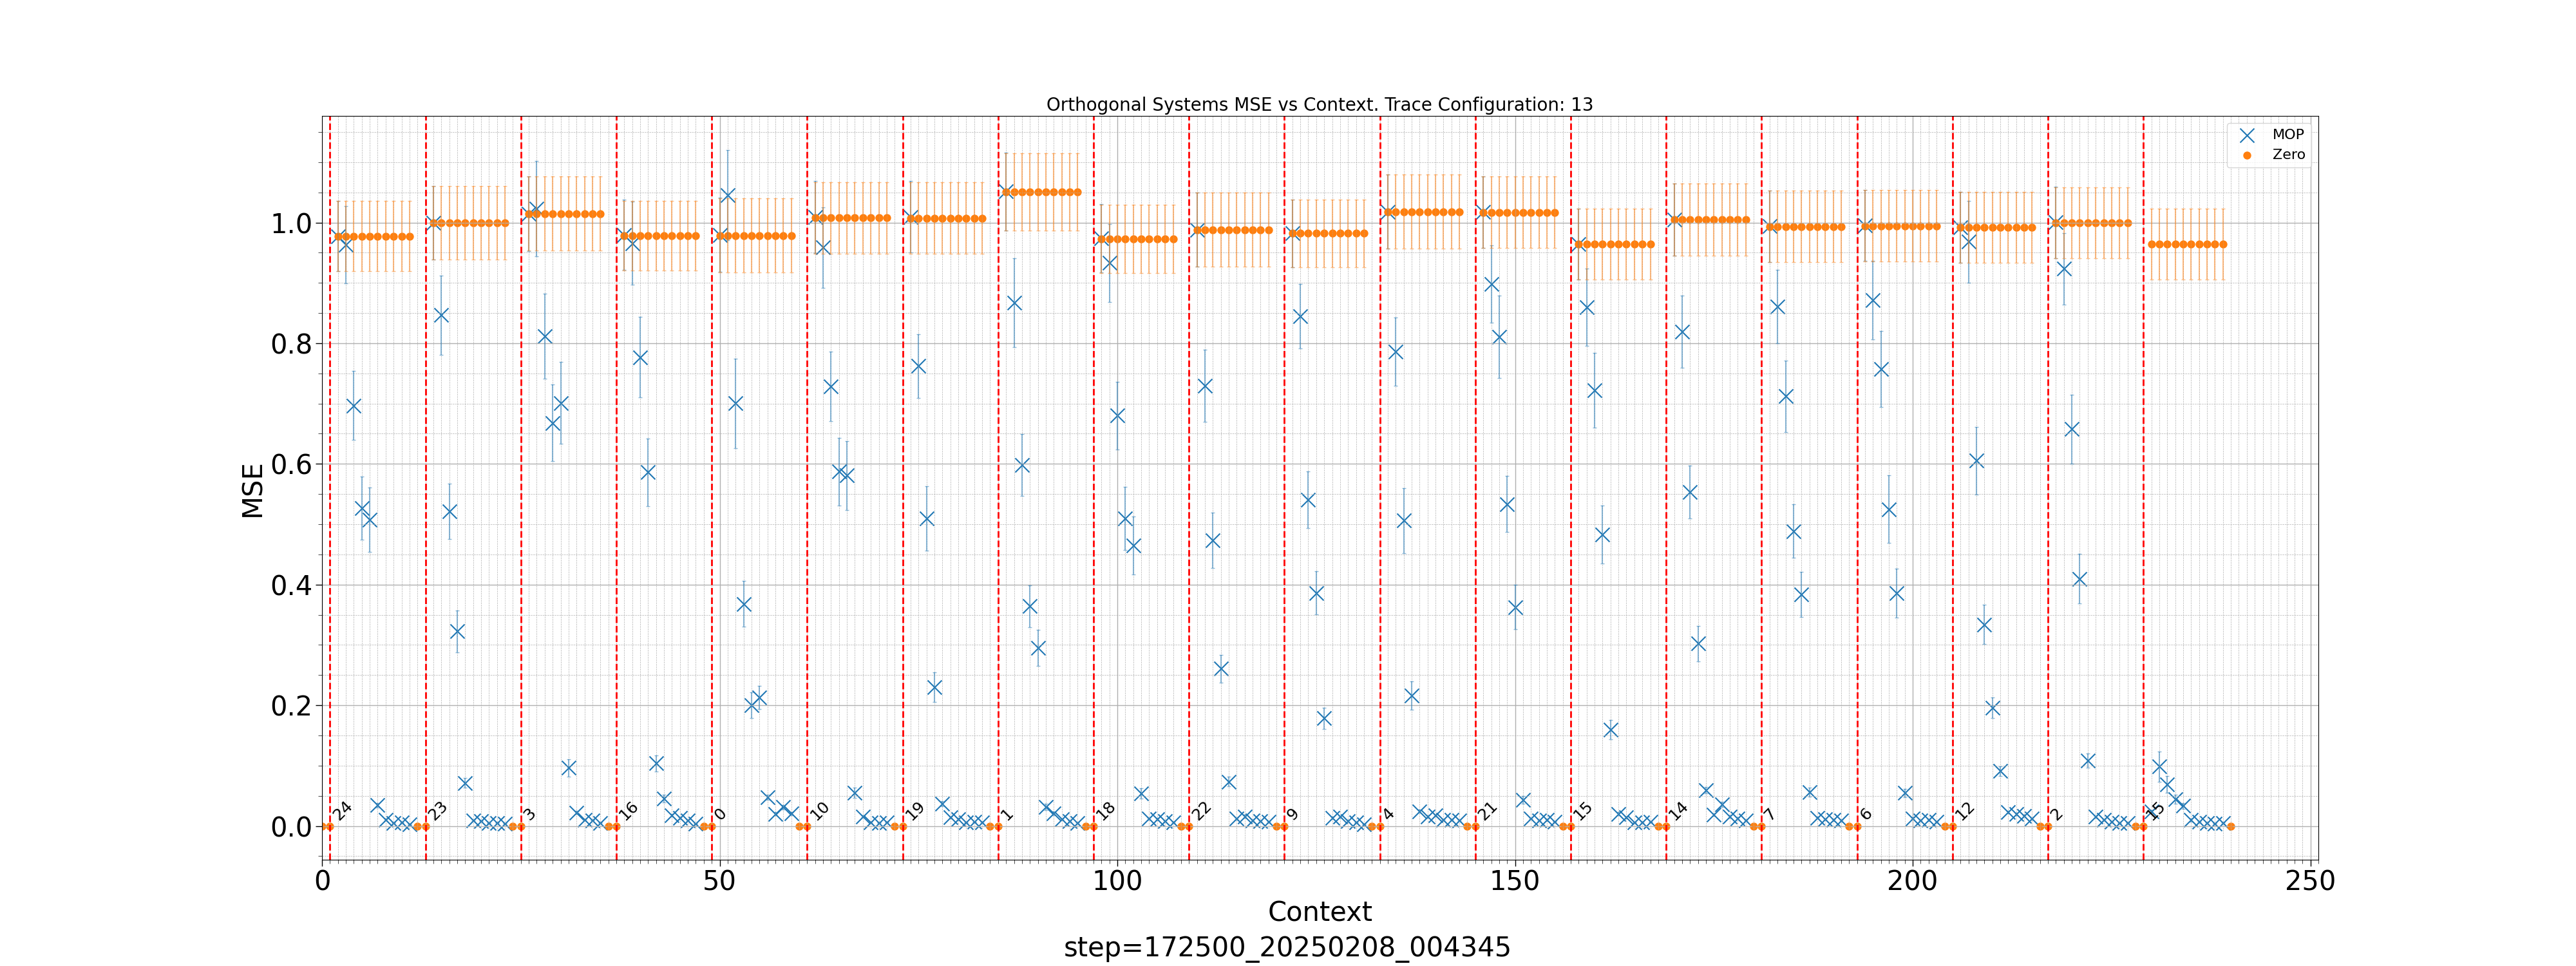 Orthogonal Systems MSE vs Context. Trace Configuration: 13
MOP
Zero
MSE
1.0
0.8
0.6
0.4
0.2
0.0
24 23 3 16 0 10 19 1 18 22 9 4 21 15 14 7 6 12 2 15
0 50 100 150 200 250
Context
step=172500_20250208_004345